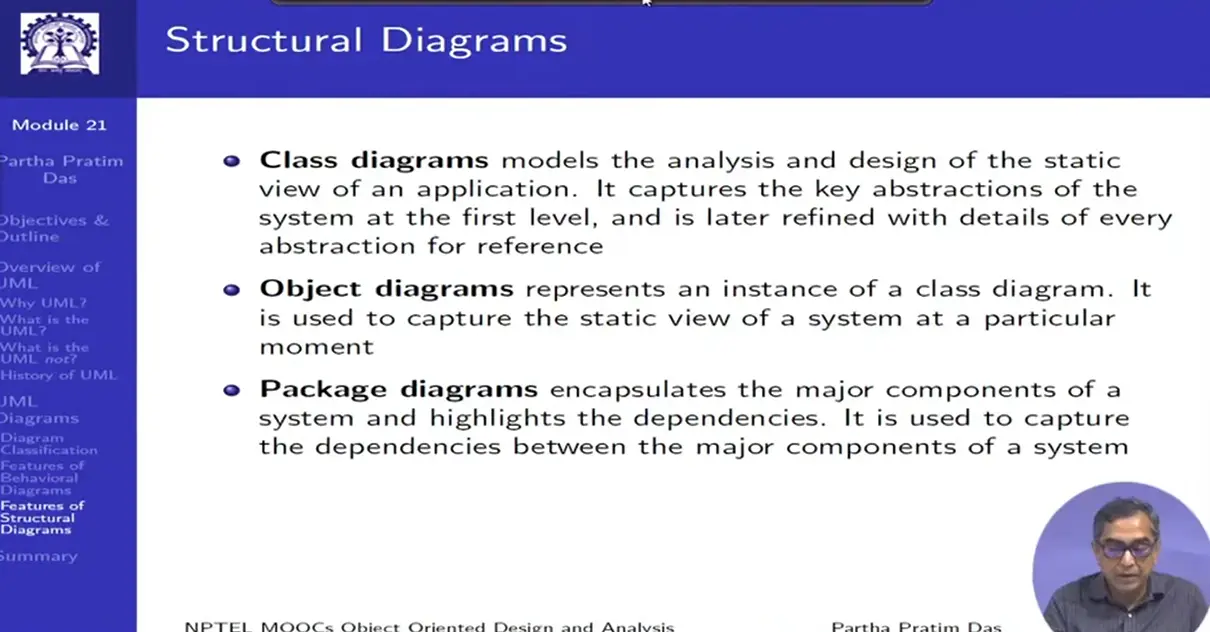 Structural Diagrams
Module 21
Partha Pratim
Das
Objectives &
Outline
Overview of
UML
Why UML?
What is the
UML?
What is the
UML not?
History of UML
UML
Diagrams
Diagram
Classification
Features of
Behavioral
Diagrams
Features of
Structural
Diagrams
Summary
Class diagrams models the analysis and design of the static
view of an application. It captures the key abstractions of the
system at the first level, and is later refined with details of every
abstraction for reference
Object diagrams represents an instance of a class diagram. It
is used to capture the static view of a system at a particular
moment
Package diagrams encapsulates the major components of a
system and highlights the dependencies. It is used to capture
the dependencies between the major components of a system
NPTEL MOOCs Object Oriented Design and Analysis
Partha Pratim Das